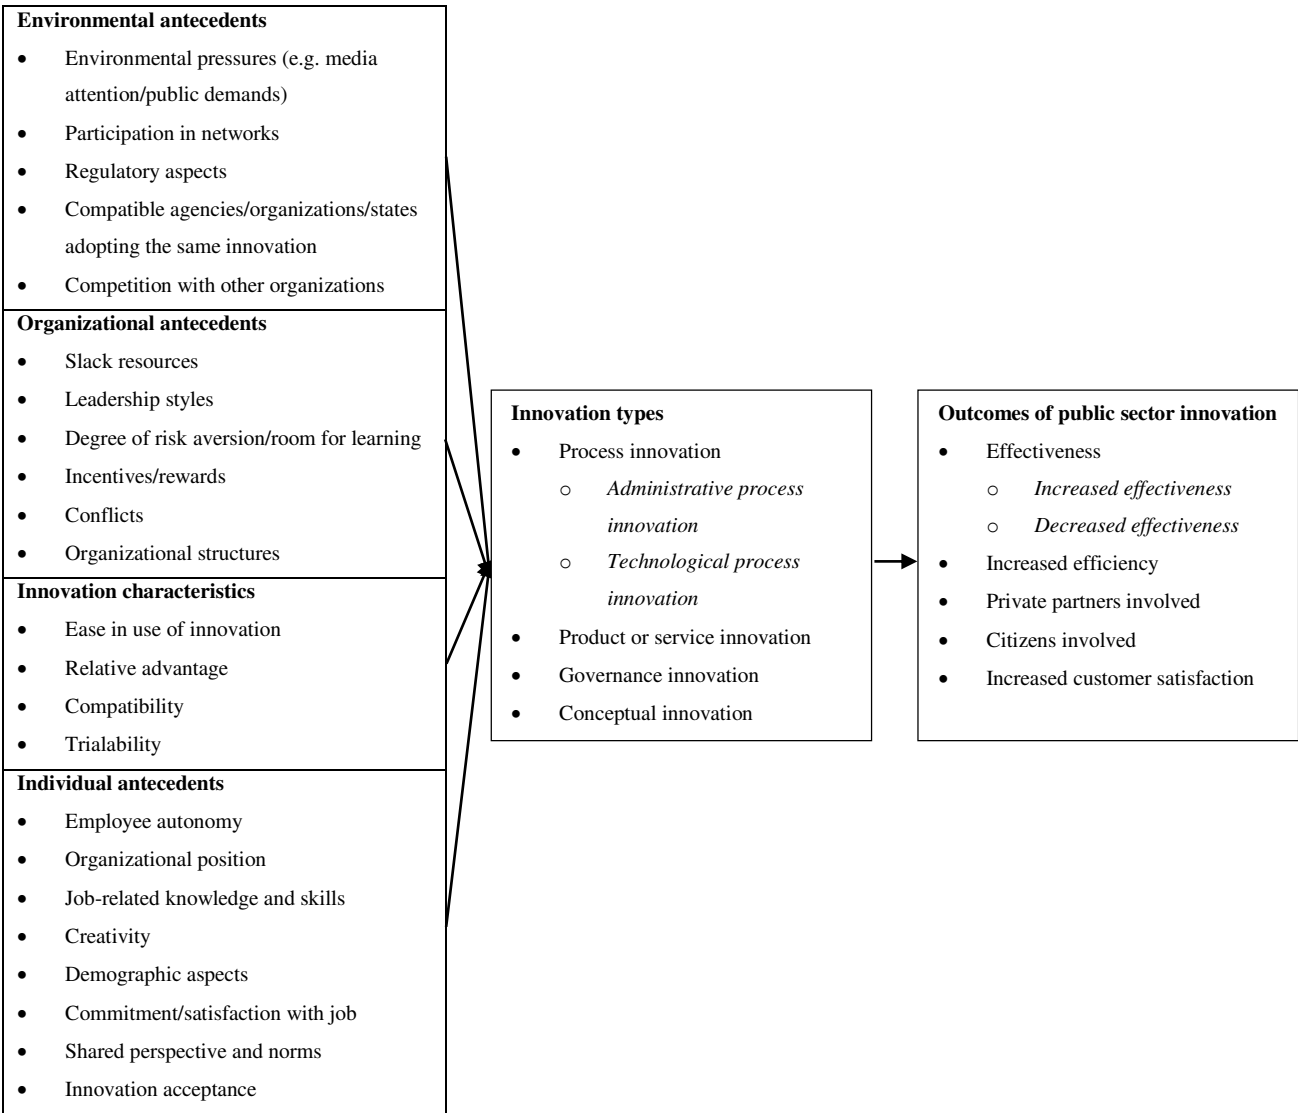 Environmental antecedents
• Environmental pressures (e.g. media
attention/public demands)
• Participation in networks
• Regulatory aspects
• Compatible agencies/organizations/states
adopting the same innovation
• Competition with other organizations
Organizational antecedents
• Slack resources
• Leadership styles
• Degree of risk aversion/room for learning
• Incentives/rewards
• Conflicts
• Organizational structures
Innovation characteristics
• Ease in use of innovation
• Relative advantage
• Compatibility
• Trialability
Individual antecedents
• Employee autonomy
• Organizational position
• Job-related knowledge and skills
• Creativity
• Demographic aspects
• Commitment/satisfaction with job
• Shared perspective and norms
• Innovation acceptance
Innovation types
• Process innovation
o Administrative process
innovation
o Technological process
innovation
• Product or service innovation
• Governance innovation
• Conceptual innovation
Outcomes of public sector innovation
• Effectiveness
o Increased effectiveness
o Decreased effectiveness
• Increased efficiency
• Private partners involved
• Citizens involved
• Increased customer satisfaction